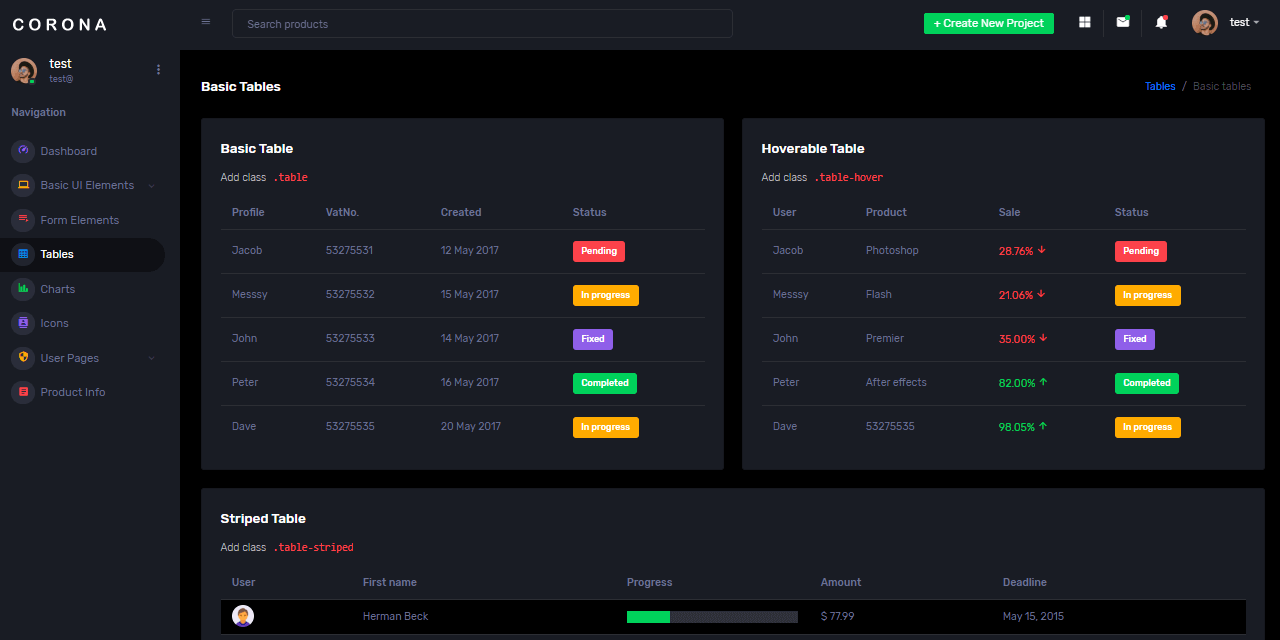 CORONA
Search products
+ Create New Project
test
test
test@
Navigation
Dashboard
Basic UI Elements
Form Elements
Tables
Charts
Icons
User Pages
Product Info
Basic Tables
Tables / Basic tables
Basic Table
Add class .table
Profile VatNo. Created Status
Jacob 53275531 12 May 2017 Pending
Messsy 53275532 15 May 2017 In progress
John 53275533 14 May 2017 Fixed
Peter 53275534 16 May 2017 Completed
Dave 53275535 20 May 2017 In progress
Hoverable Table
Add class .table-hover
User Product Sale Status
Jacob Photoshop 28.76% ↓ Pending
Messsy Flash 21.06% ↓ In progress
John Premier 35.00% ↓ Fixed
Peter After effects 82.00% ↑ Completed
Dave 53275535 98.05% ↑ In progress
Striped Table
Add class .table-striped
User First name Progress Amount Deadline
Herman Beck $ 77.99 May 15, 2015